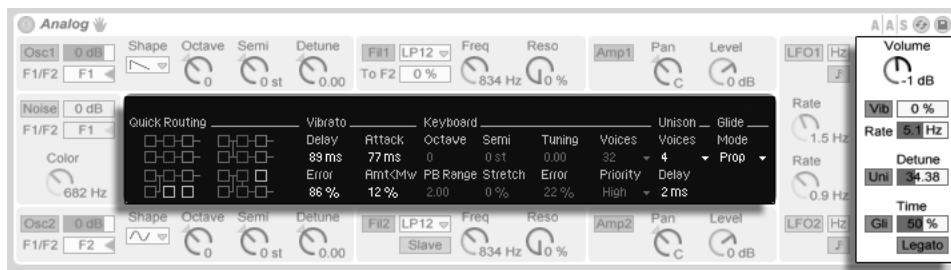 Analog
A A S
Osc1 0 dB Shape Octave Semi Detune Fil1 LP12 Freq Reso Amp1 Pan Level LFO1 Hz Volume
F1/F2 F1 0 0 st 0.00 To F2 0 % 834 Hz 0 % C 0 dB -1 dB
Noise 0 dB Rate Vib 0 %
Quick Routing Vibrato Keyboard Unison Glide
F1/F2 F1 Delay Attack Octave Semi Tuning Voices Voices Mode 1.5 Hz Rate 5.1 Hz
Color 89 ms 77 ms 0 0 st 0.00 32 4 Prop Rate Detune
Error Amt<Mw PB Range Stretch Error Priority Delay Uni 34.38
682 Hz 86 % 12 % 2.00 0 % 22 % High 2 ms 0.9 Hz
Time
Osc2 0 dB Shape Octave Semi Detune Fil2 LP12 Freq Reso Amp2 Pan Level LFO2 Hz Gli 50 %
F1/F2 F2 0 0 st 0.00 Slave 834 Hz 0 % C 0 dB Legato